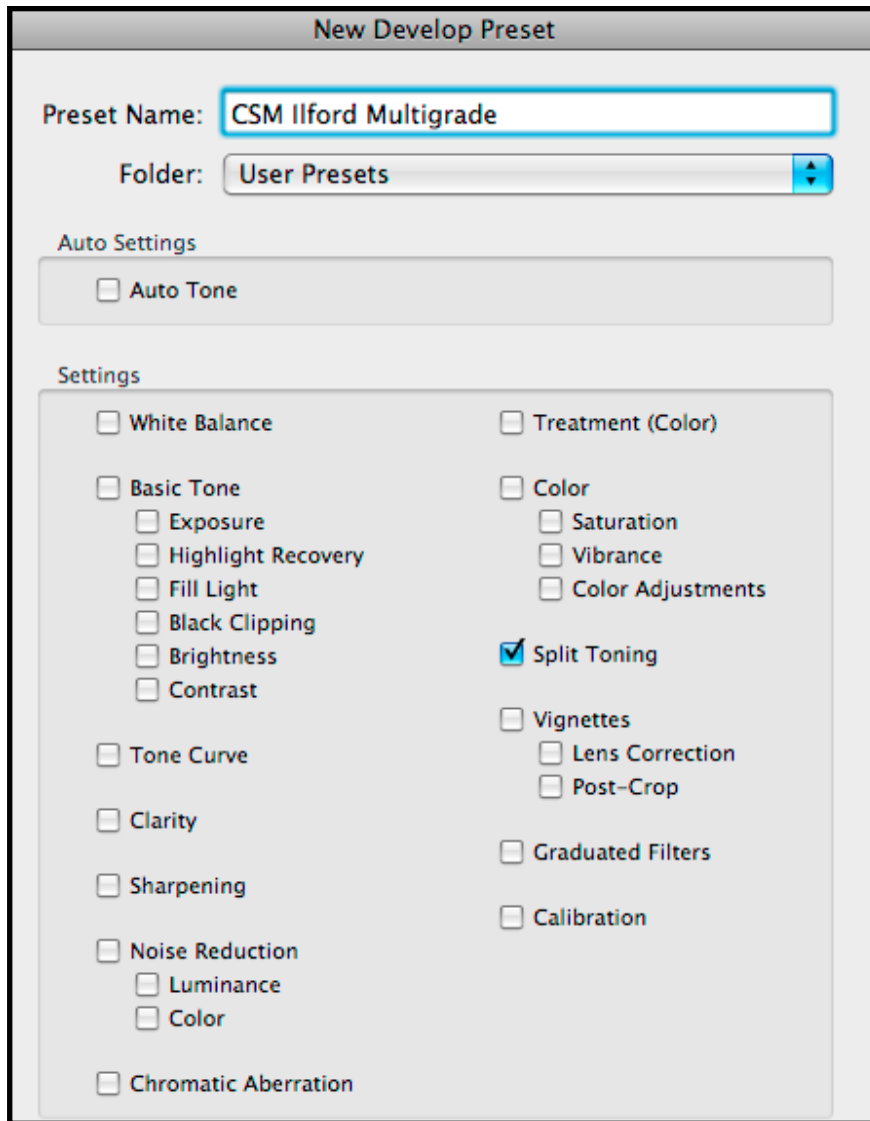 New Develop Preset
Preset Name: CSM Ilford Multigrade
Folder: User Presets
Auto Settings
Auto Tone
Settings
White Balance
Basic Tone
Exposure
Highlight Recovery
Fill Light
Black Clipping
Brightness
Contrast
Tone Curve
Clarity
Sharpening
Noise Reduction
Luminance
Color
Chromatic Aberration
Treatment (Color)
Color
Saturation
Vibrance
Color Adjustments
Split Toning
Vignettes
Lens Correction
Post-Crop
Graduated Filters
Calibration